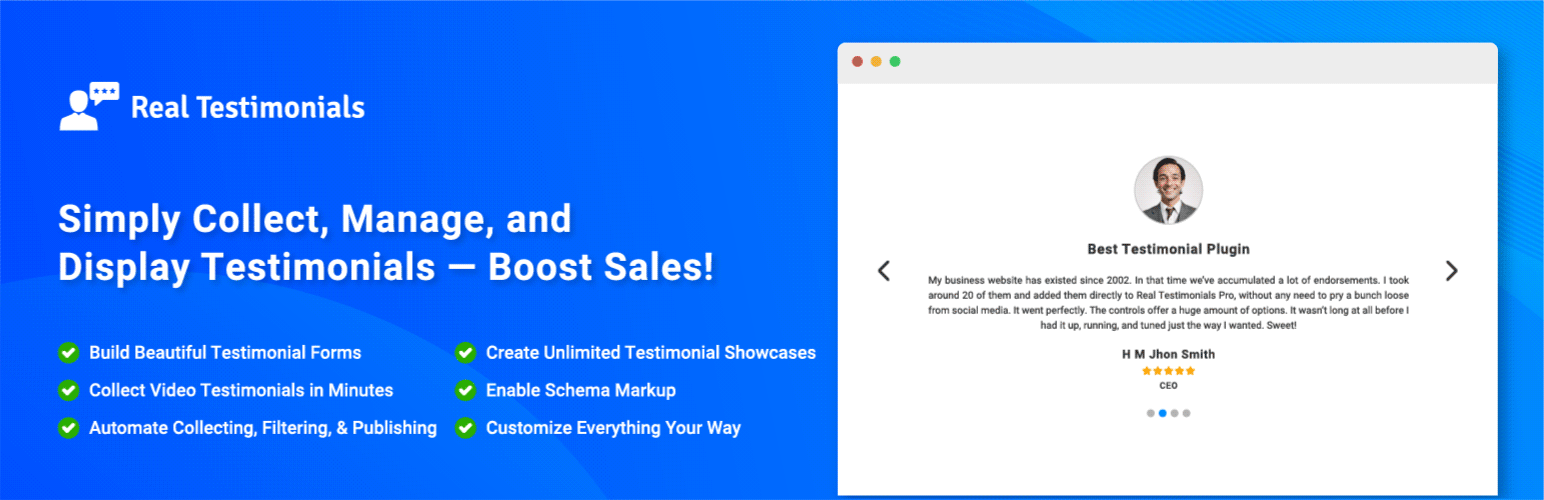 Real Testimonials
Simply Collect, Manage, and
Display Testimonials — Boost Sales!
Build Beautiful Testimonial Forms
Collect Video Testimonials in Minutes
Automate Collecting, Filtering, & Publishing
Create Unlimited Testimonial Showcases
Enable Schema Markup
Customize Everything Your Way
Best Testimonial Plugin
My business website has existed since 2002. In that time we've accumulated a lot of endorsements. I took
around 20 of them and added them directly to Real Testimonials Pro, without any need to pry a bunch loose
from social media. It went perfectly. The controls offer a huge amount of options. It wasn't long at all before I
had it up, running, and tuned just the way I wanted. Sweet!
H M Jhon Smith
CEO